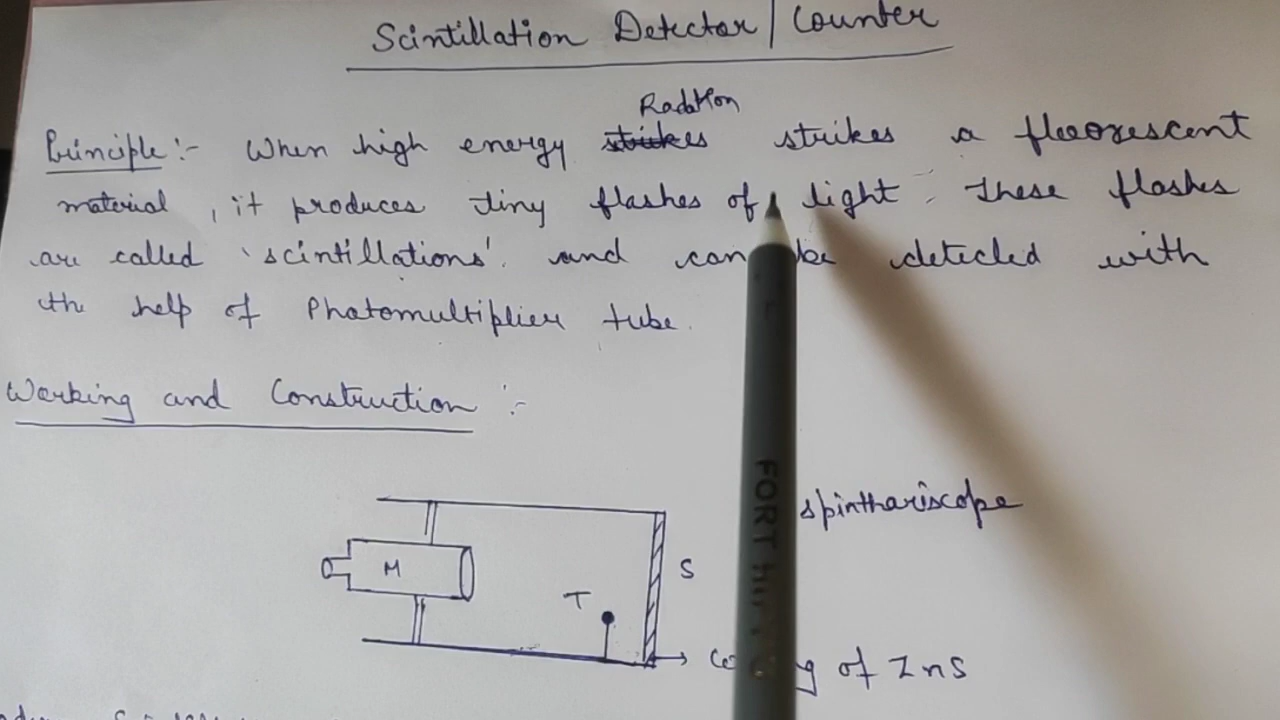 Scintillation Detector/Counter
Radation
Principle:- When high energy strikes strikes a fluorescent
material, it produces tiny flashes of light. These flashes
are called 'scintillations'. and can be detected with
the help of Photomultiplier tube.
Working and Construction :-
spinthariscope
M
S
T
of ZnS
FORT